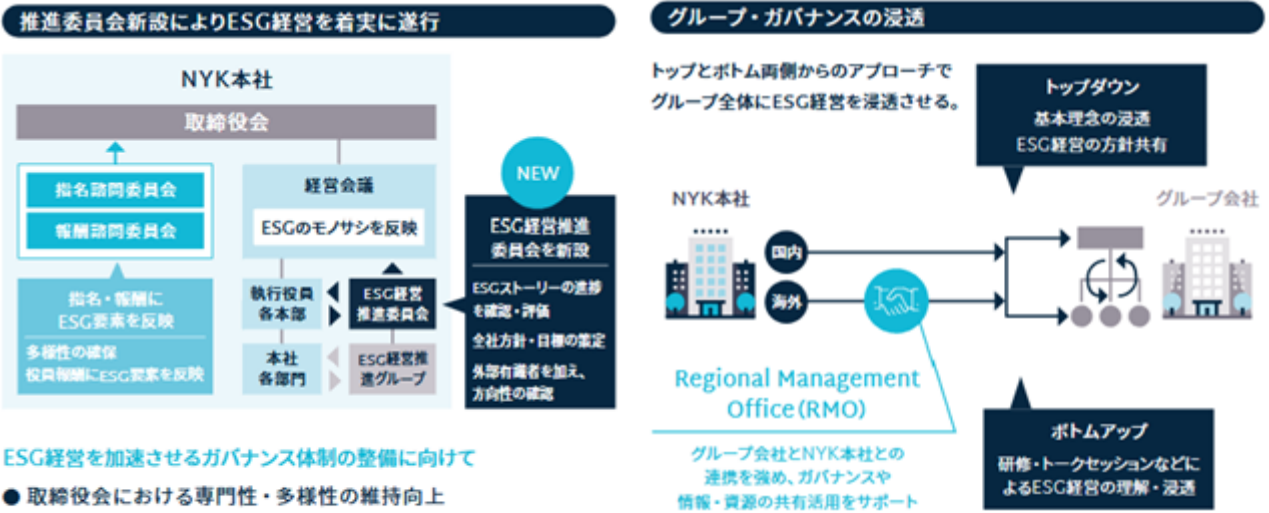 推進委員会新設によりESG経営を着実に遂行
NYK本社
取締役会
指名諮問委員会
報酬諮問委員会
指名・報酬に
ESG要素を反映
多様性の確保
役員報酬にESG要素を反映
経営会議
ESGのモノサシを反映
執行役員
各本部
ESG経営
推進委員会
本社
各部門
ESG経営推
進グループ
NEW
ESG経営推進
委員会を新設
ESGストーリーの進捗
を確認・評価
全社方針・目標の策定
外部有識者を加え、
方向性の確認
ESG経営を加速させるガバナンス体制の整備に向けて
● 取締役会における専門性・多様性の維持向上
グループ・ガバナンスの浸透
トップとボトム両側からのアプローチで
グループ全体にESG経営を浸透させる。
トップダウン
基本理念の浸透
ESG経営の方針共有
NYK本社
グループ会社
国内
海外
Regional Management
Office(RMO)
グループ会社とNYK本社との
連携を強め、ガバナンスや
情報・資源の共有活用をサポート
ボトムアップ
研修・トークセッションなどに
よるESG経営の理解・浸透